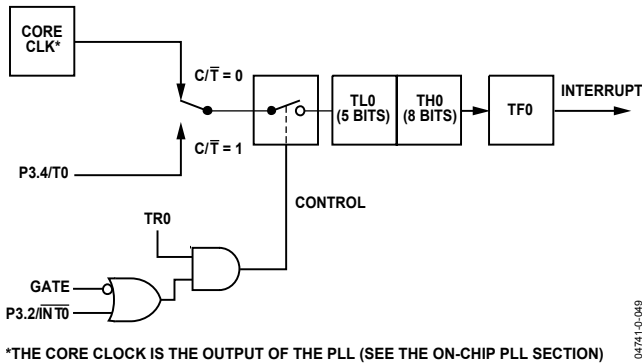 CORE
CLK*
C/T̅ = 0
TL0
(5 BITS)
TH0
(8 BITS)
TF0
INTERRUPT
C/T̅ = 1
P3.4/T0
CONTROL
TR0
GATE
P3.2/I̅N̅T̅0̅
04741-0-049
*THE CORE CLOCK IS THE OUTPUT OF THE PLL (SEE THE ON-CHIP PLL SECTION)